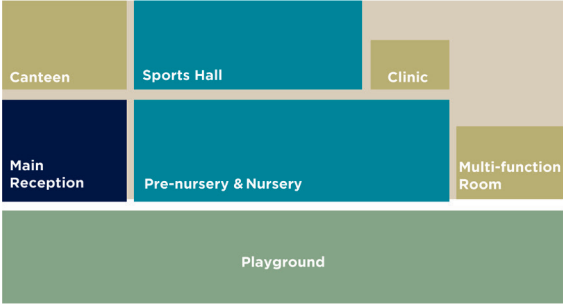 Canteen
Sports Hall
Clinic
Main
Reception
Pre-nursery & Nursery
Multi-function
Room
Playground